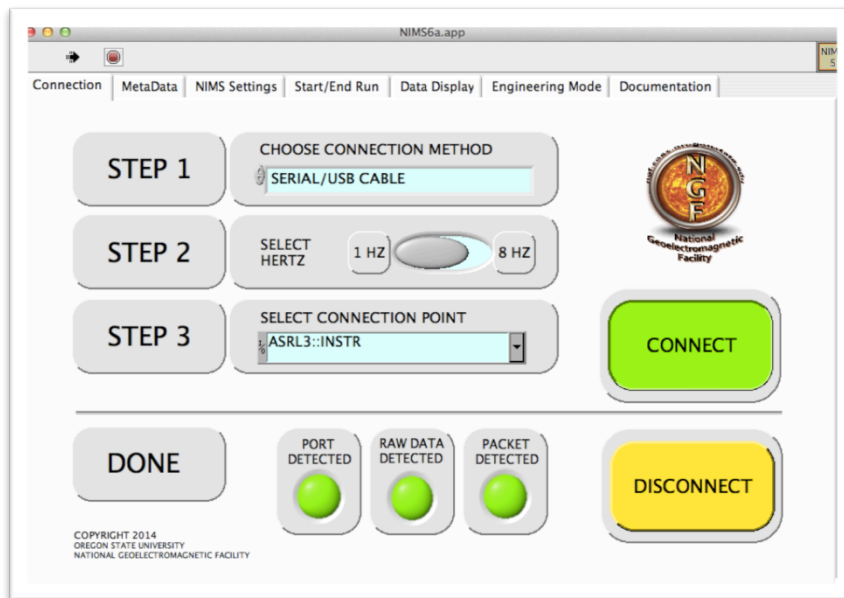 NIMS6a.app
NIM
S
Connection MetaData NIMS Settings Start/End Run Data Display Engineering Mode Documentation
STEP 1
CHOOSE CONNECTION METHOD
SERIAL/USB CABLE
STEP 2
SELECT
HERTZ
1 HZ
8 HZ
STEP 3
SELECT CONNECTION POINT
ASRL3::INSTR
NGF
National
Geoelectromagnetic
Facility
CONNECT
DONE
PORT
DETECTED
RAW DATA
DETECTED
PACKET
DETECTED
DISCONNECT
COPYRIGHT 2014
OREGON STATE UNIVERSITY
NATIONAL GEOELECTROMAGNETIC FACILITY